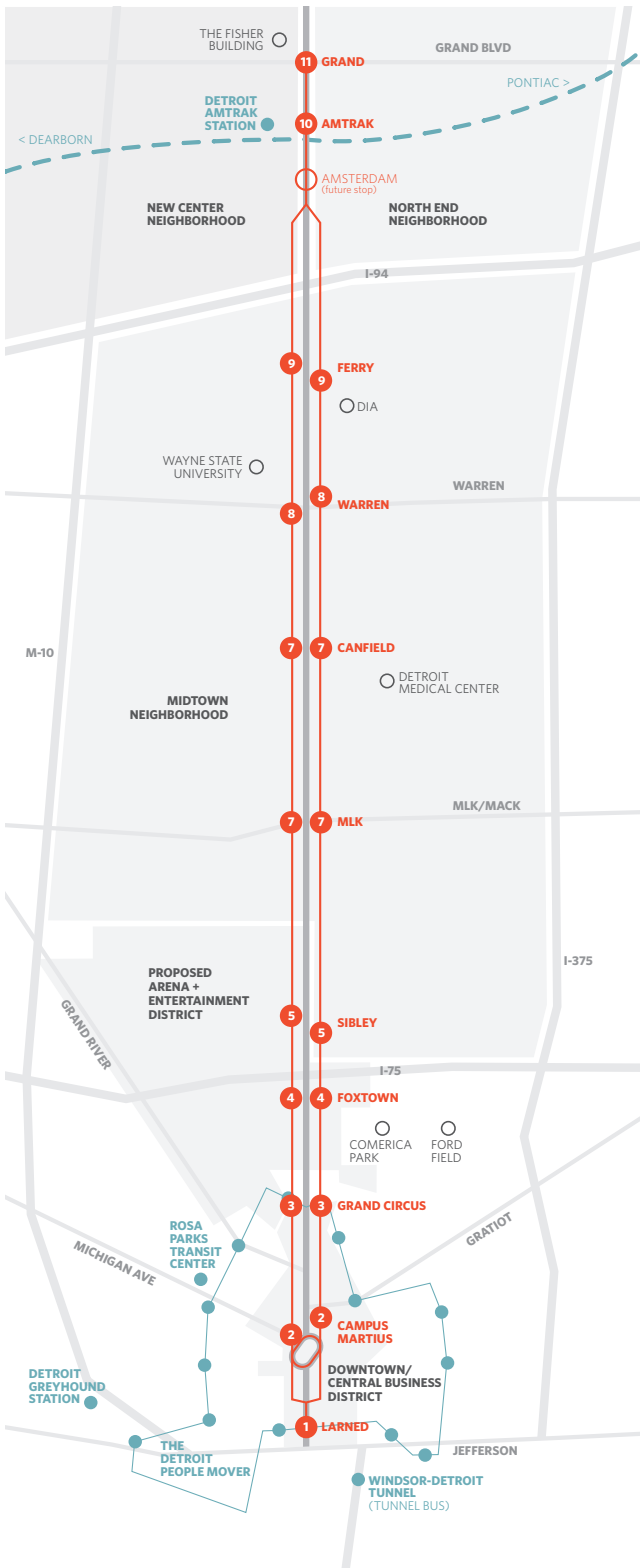 THE FISHER
BUILDING
GRAND BLVD
11 GRAND
PONTIAC >
DETROIT
AMTRAK
STATION
10 AMTRAK
< DEARBORN
AMSTERDAM
(future stop)
NEW CENTER
NEIGHBORHOOD
NORTH END
NEIGHBORHOOD
I-94
9
FERRY
9
DIA
WAYNE STATE
UNIVERSITY
WARREN
8
WARREN
8
7
7 CANFIELD
M-10
DETROIT
MEDICAL CENTER
MIDTOWN
NEIGHBORHOOD
MLK/MACK
7
7 MLK
I-375
PROPOSED
ARENA +
ENTERTAINMENT
DISTRICT
GRAND RIVER
5
SIBLEY
5
I-75
4
4 FOXTOWN
COMERICA
PARK
FORD
FIELD
3
3 GRAND CIRCUS
ROSA
PARKS
TRANSIT
CENTER
GRATIOT
MICHIGAN AVE
2
CAMPUS
MARTIUS
2
DOWNTOWN/
CENTRAL BUSINESS
DISTRICT
DETROIT
GREYHOUND
STATION
1 LARNED
THE
DETROIT
PEOPLE MOVER
JEFFERSON
WINDSOR-DETROIT
TUNNEL
(TUNNEL BUS)